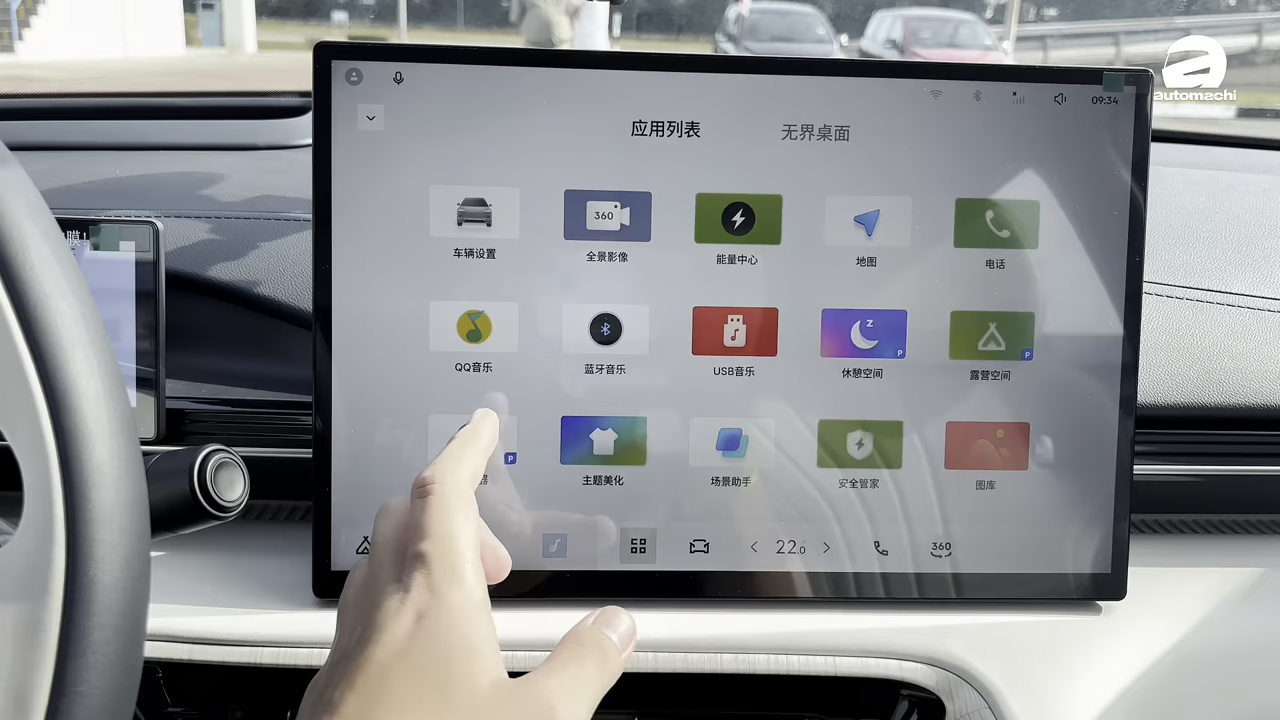 automachi
09:34
应用列表
无界桌面
360
车辆设置
全景影像
能量中心
地图
电话
QQ音乐
蓝牙音乐
USB音乐
Z
P
休憩空间
P
露营空间
P
器
主题美化
场景助手
安全管家
图库
22.0
360
膜!